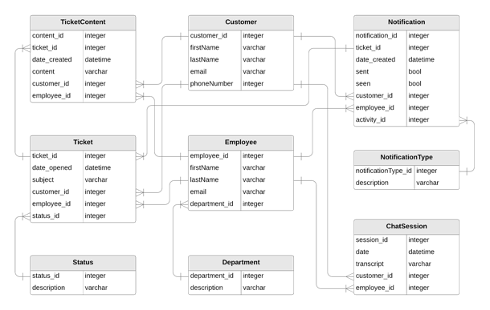 TicketContent
content_id integer
ticket_id integer
date_created datetime
content varchar
customer_id integer
employee_id integer
Customer
customer_id integer
firstName varchar
lastName varchar
email varchar
phoneNumber integer
Notification
notification_id integer
ticket_id integer
date_created datetime
sent bool
seen bool
customer_id integer
employee_id integer
activity_id integer
Ticket
ticket_id integer
date_opened datetime
subject varchar
customer_id integer
employee_id integer
status_id integer
Employee
employee_id integer
firstName varchar
lastName varchar
email varchar
department_id integer
NotificationType
notificationType_id integer
description varchar
Status
status_id integer
description varchar
Department
department_id integer
description varchar
ChatSession
session_id integer
date datetime
transcript varchar
customer_id integer
employee_id integer